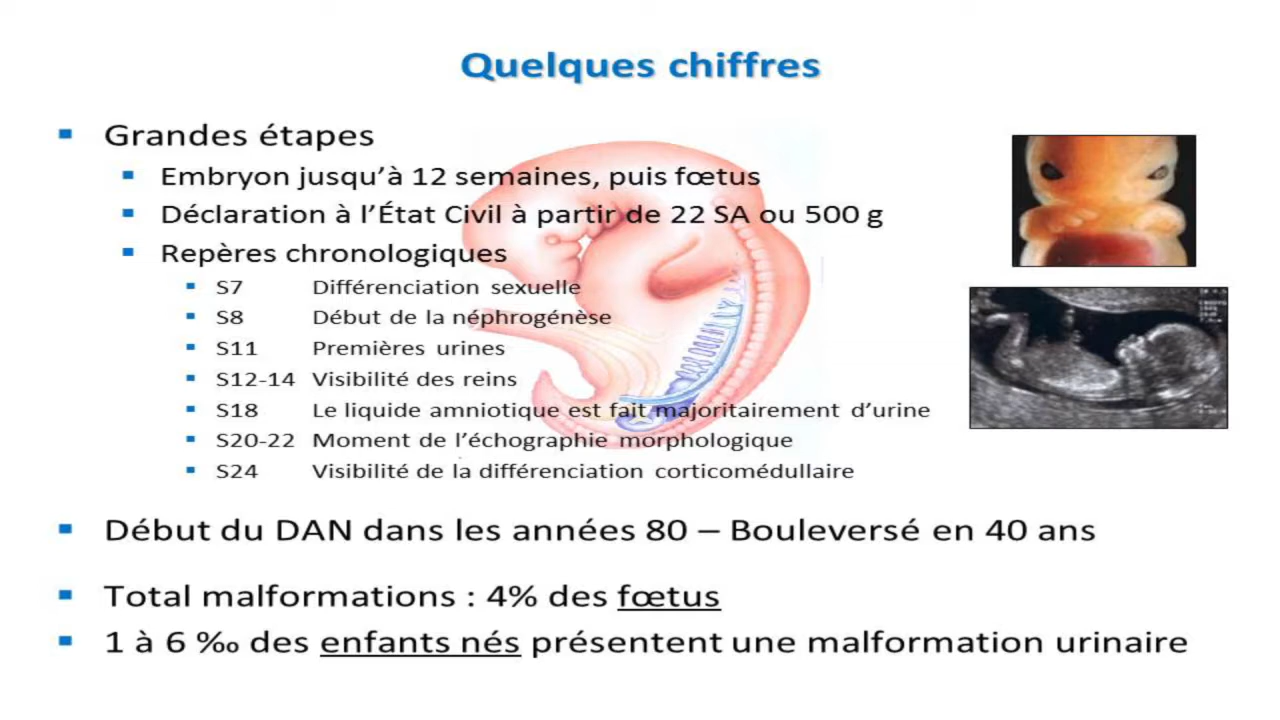 Quelques chiffres
Grandes étapes
Embryon jusqu'à 12 semaines, puis fœtus
Déclaration à l'État Civil à partir de 22 SA ou 500 g
Repères chronologiques
S7 Différenciation sexuelle
S8 Début de la néphrogénèse
S11 Premières urines
S12-14 Visibilité des reins
S18 Le liquide amniotique est fait majoritairement d'urine
S20-22 Moment de l'échographie morphologique
S24 Visibilité de la différenciation corticomédullaire
Début du DAN dans les années 80 – Bouleversé en 40 ans
Total malformations : 4% des fœtus
1 à 6 ‰ des enfants nés présentent une malformation urinaire